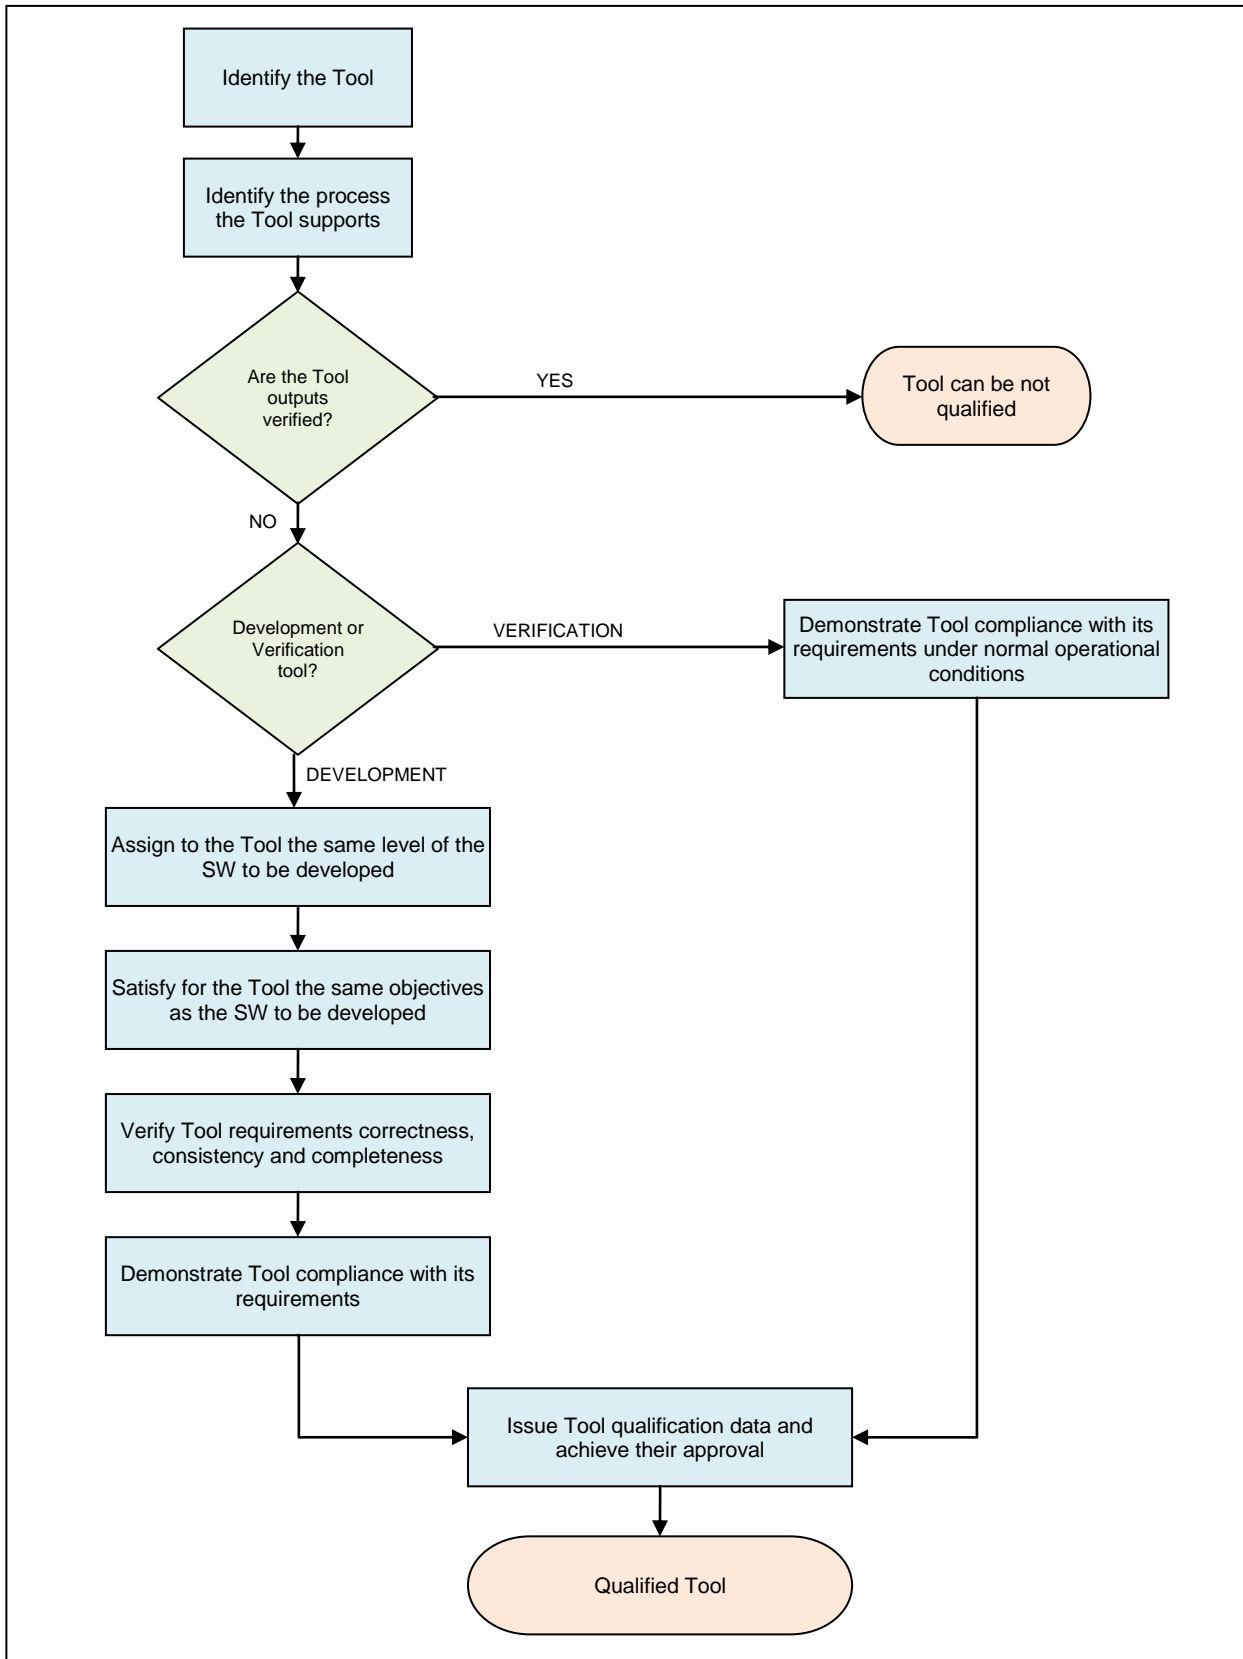 Identify the Tool
Identify the process
the Tool supports
Are the Tool
outputs
verified?
YES
Tool can be not
qualified
NO
Development or
Verification
tool?
VERIFICATION
Demonstrate Tool compliance with its
requirements under normal operational
conditions
DEVELOPMENT
Assign to the Tool the same level of the
SW to be developed
Satisfy for the Tool the same objectives
as the SW to be developed
Verify Tool requirements correctness,
consistency and completeness
Demonstrate Tool compliance with its
requirements
Issue Tool qualification data and
achieve their approval
Qualified Tool